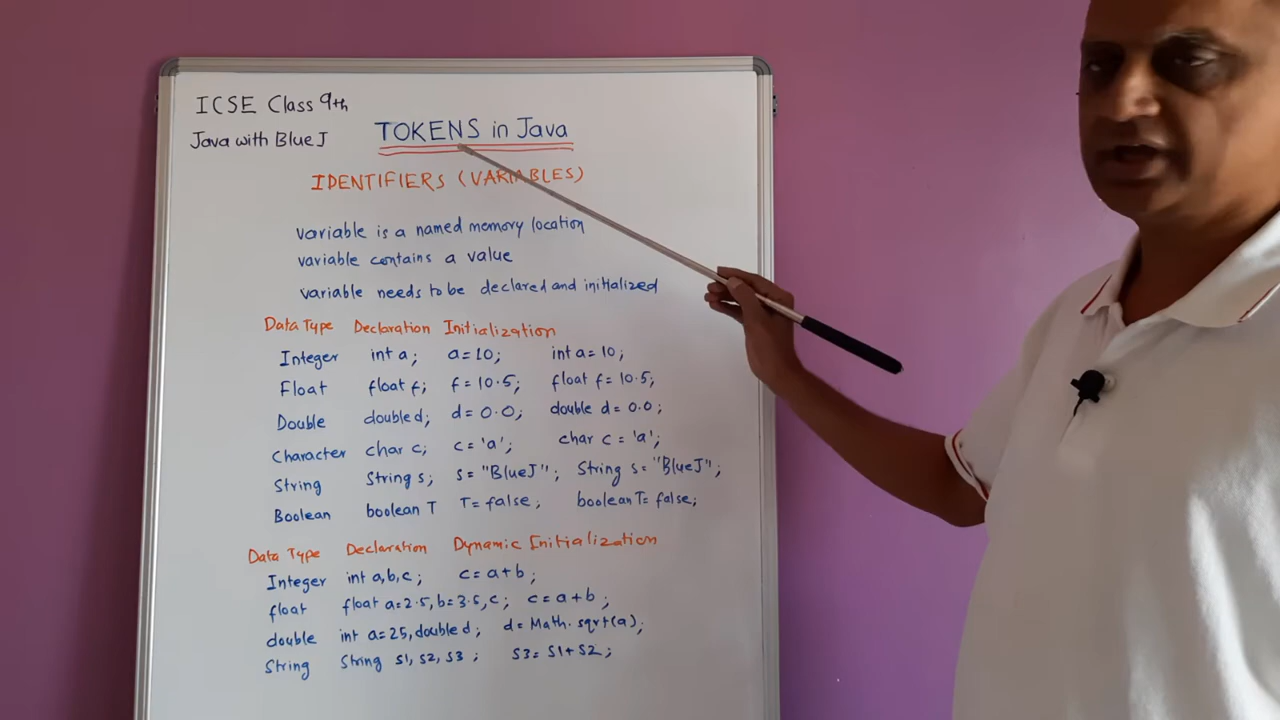 ICSE Class 9th
Java with BlueJ
TOKENS in Java
IDENTIFIERS (VARIABLES)
variable is a named memory location
variable contains a value
variable needs to be declared and initialized
Data Type Declaration Initialization
Integer int a; a=10; int a=10;
Float float f; f=10.5; float f=10.5;
Double double d; d=0.0; double d=0.0;
Character char c; c='a'; char c='a';
String String s; s="BlueJ"; String s="BlueJ";
Boolean boolean T T=false; boolean T=false;
Data Type Declaration Dynamic Initialization
Integer int a,b,c; c=a+b;
float float a=2.5, b=3.5, c; c=a+b;
double int a=25, double d; d=Math.sqrt(a);
String String S1, S2, S3; S3=S1+S2;